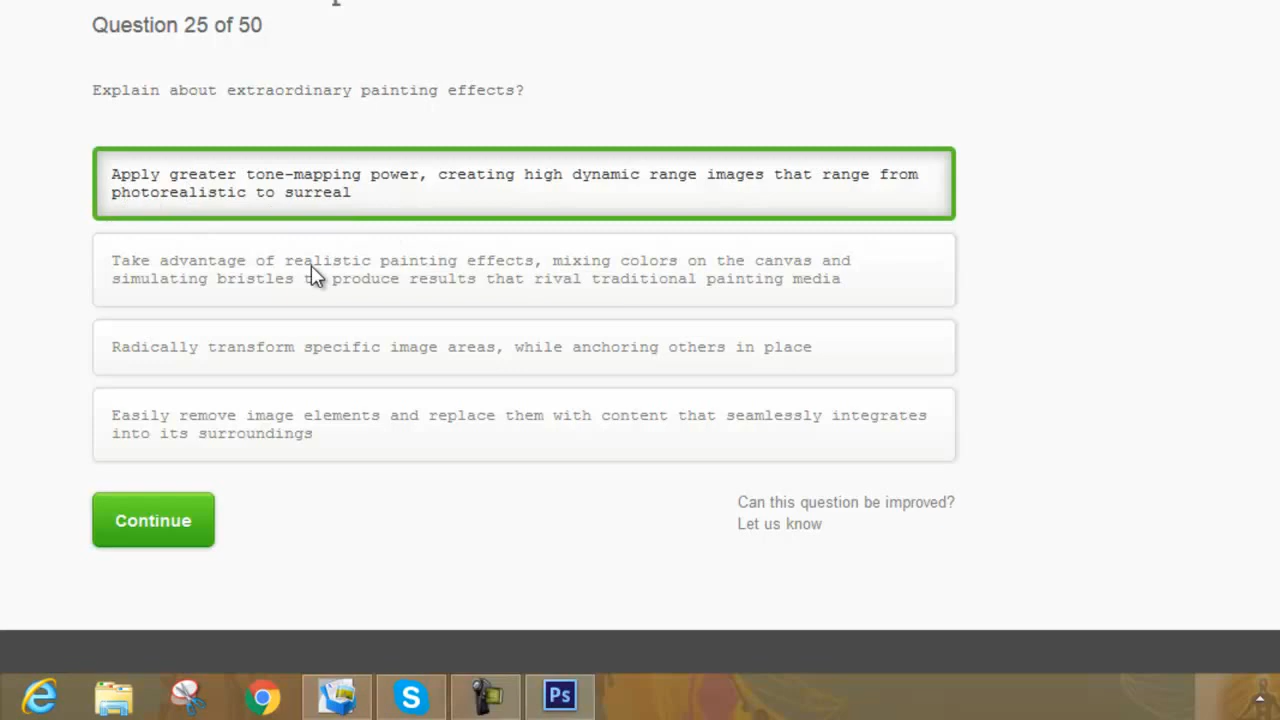 Question 25 of 50
Explain about extraordinary painting effects?
Apply greater tone-mapping power, creating high dynamic range images that range from
photorealistic to surreal
Take advantage of realistic painting effects, mixing colors on the canvas and
simulating bristles to produce results that rival traditional painting media
Radically transform specific image areas, while anchoring others in place
Easily remove image elements and replace them with content that seamlessly integrates
into its surroundings
Continue
Can this question be improved?
Let us know
Ps